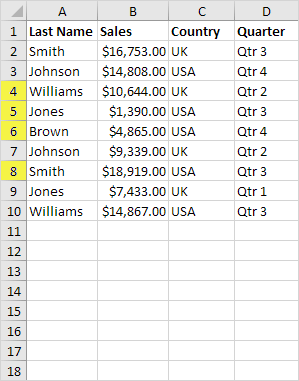 A B C D
1 Last Name Sales Country Quarter
2 Smith $16,753.00 UK Qtr 3
3 Johnson $14,808.00 USA Qtr 4
4 Williams $10,644.00 UK Qtr 2
5 Jones $1,390.00 USA Qtr 3
6 Brown $4,865.00 USA Qtr 4
7 Johnson $9,339.00 UK Qtr 2
8 Smith $18,919.00 USA Qtr 3
9 Jones $7,433.00 UK Qtr 1
10 Williams $14,867.00 USA Qtr 3
11
12
13
14
15
16
17
18